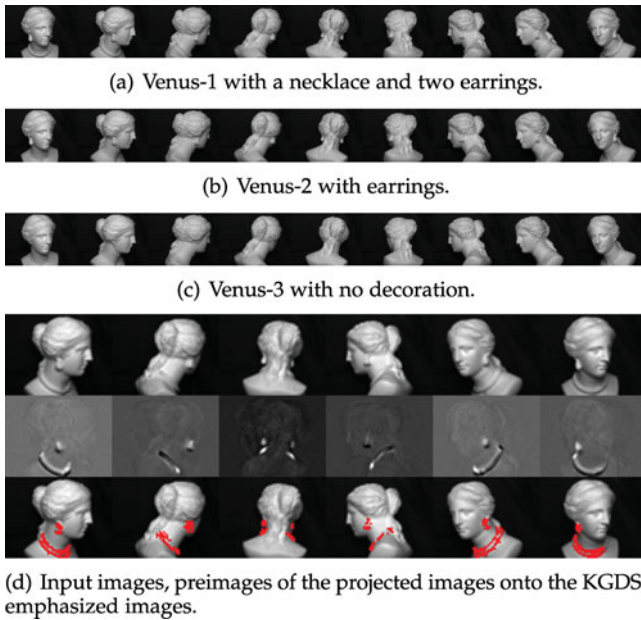 (a) Venus-1 with a necklace and two earrings.
(b) Venus-2 with earrings.
(c) Venus-3 with no decoration.
(d) Input images, preimages of the projected images onto the KGDS
emphasized images.